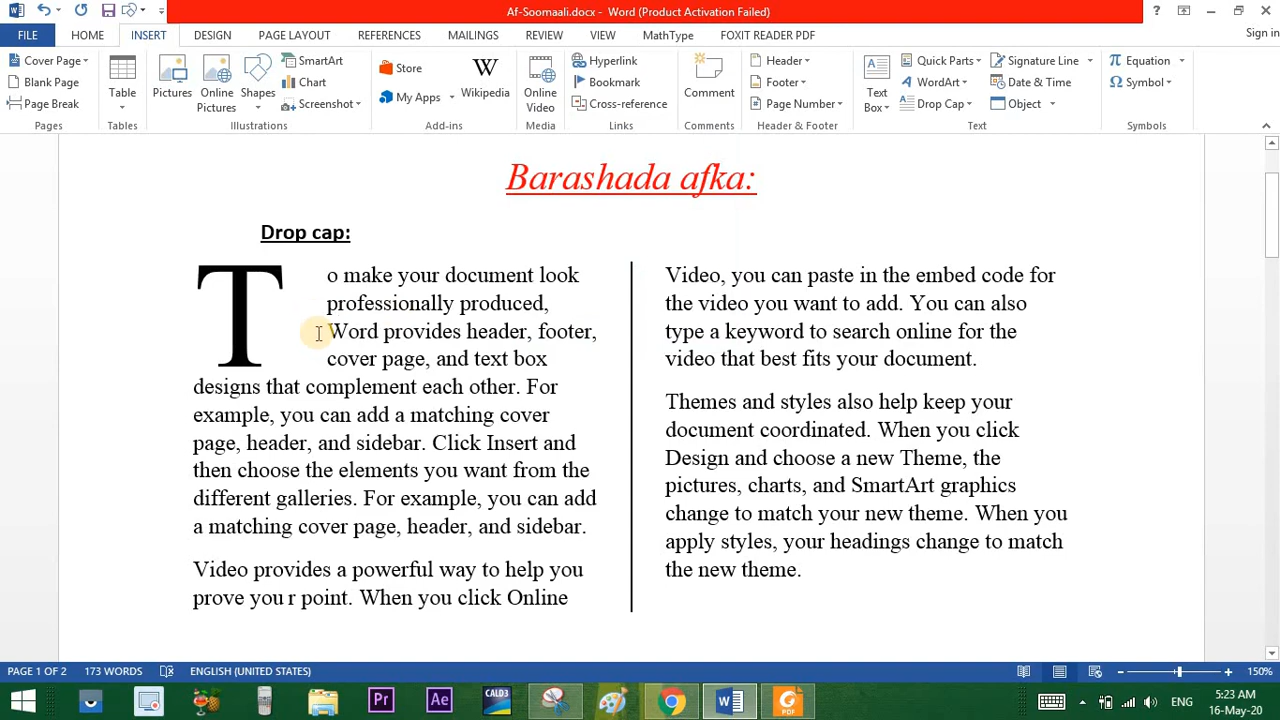 Af-Soomaali.docx - Word (Product Activation Failed)
FILE HOME INSERT DESIGN PAGE LAYOUT REFERENCES MAILINGS REVIEW VIEW MathType FOXIT READER PDF Sign in
Cover Page
Blank Page
Page Break
Pages
Table
Tables
Pictures
Online Pictures
Shapes
SmartArt
Chart
Screenshot
Illustrations
Store
My Apps
W
Wikipedia
Add-ins
Online Video
Media
Hyperlink
Bookmark
Cross-reference
Links
Comment
Comments
Header
Footer
Page Number
Header & Footer
Text Box
Quick Parts
WordArt
Drop Cap
Signature Line
Date & Time
Object
Text
Equation
Symbol
Symbols
Barashada afka:
Drop cap:
To make your document look
professionally produced,
Word provides header, footer,
cover page, and text box
designs that complement each other. For
example, you can add a matching cover
page, header, and sidebar. Click Insert and
then choose the elements you want from the
different galleries. For example, you can add
a matching cover page, header, and sidebar.
Video provides a powerful way to help you
prove you r point. When you click Online
Video, you can paste in the embed code for
the video you want to add. You can also
type a keyword to search online for the
video that best fits your document.
Themes and styles also help keep your
document coordinated. When you click
Design and choose a new Theme, the
pictures, charts, and SmartArt graphics
change to match your new theme. When you
apply styles, your headings change to match
the new theme.
PAGE 1 OF 2 173 WORDS ENGLISH (UNITED STATES) 150%
Pr Ae CALD3 PDF ENG 5:23 AM
16-May-20